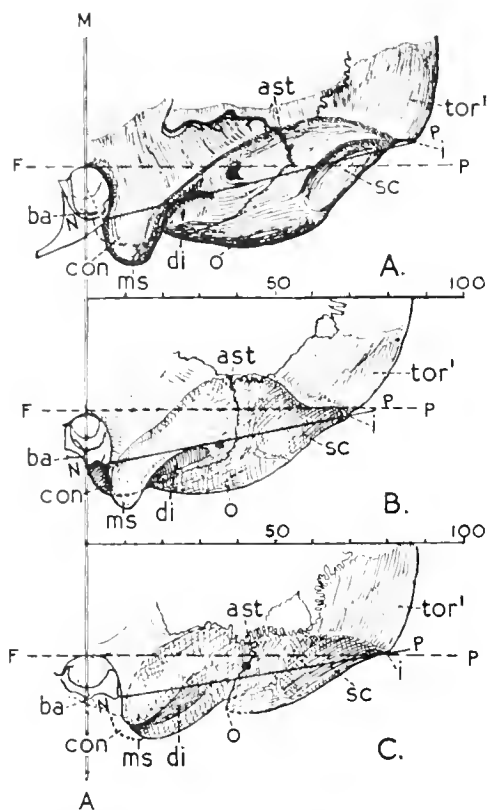 M
ast
tor'
F P P
i
ba N
sc
con
ms di o A.
50 100
ast
tor'
F P P
i
ba N
sc
con
ms di o B.
50 100
ast
tor'
F P P
i
ba N
sc
con
ms di o C.
A